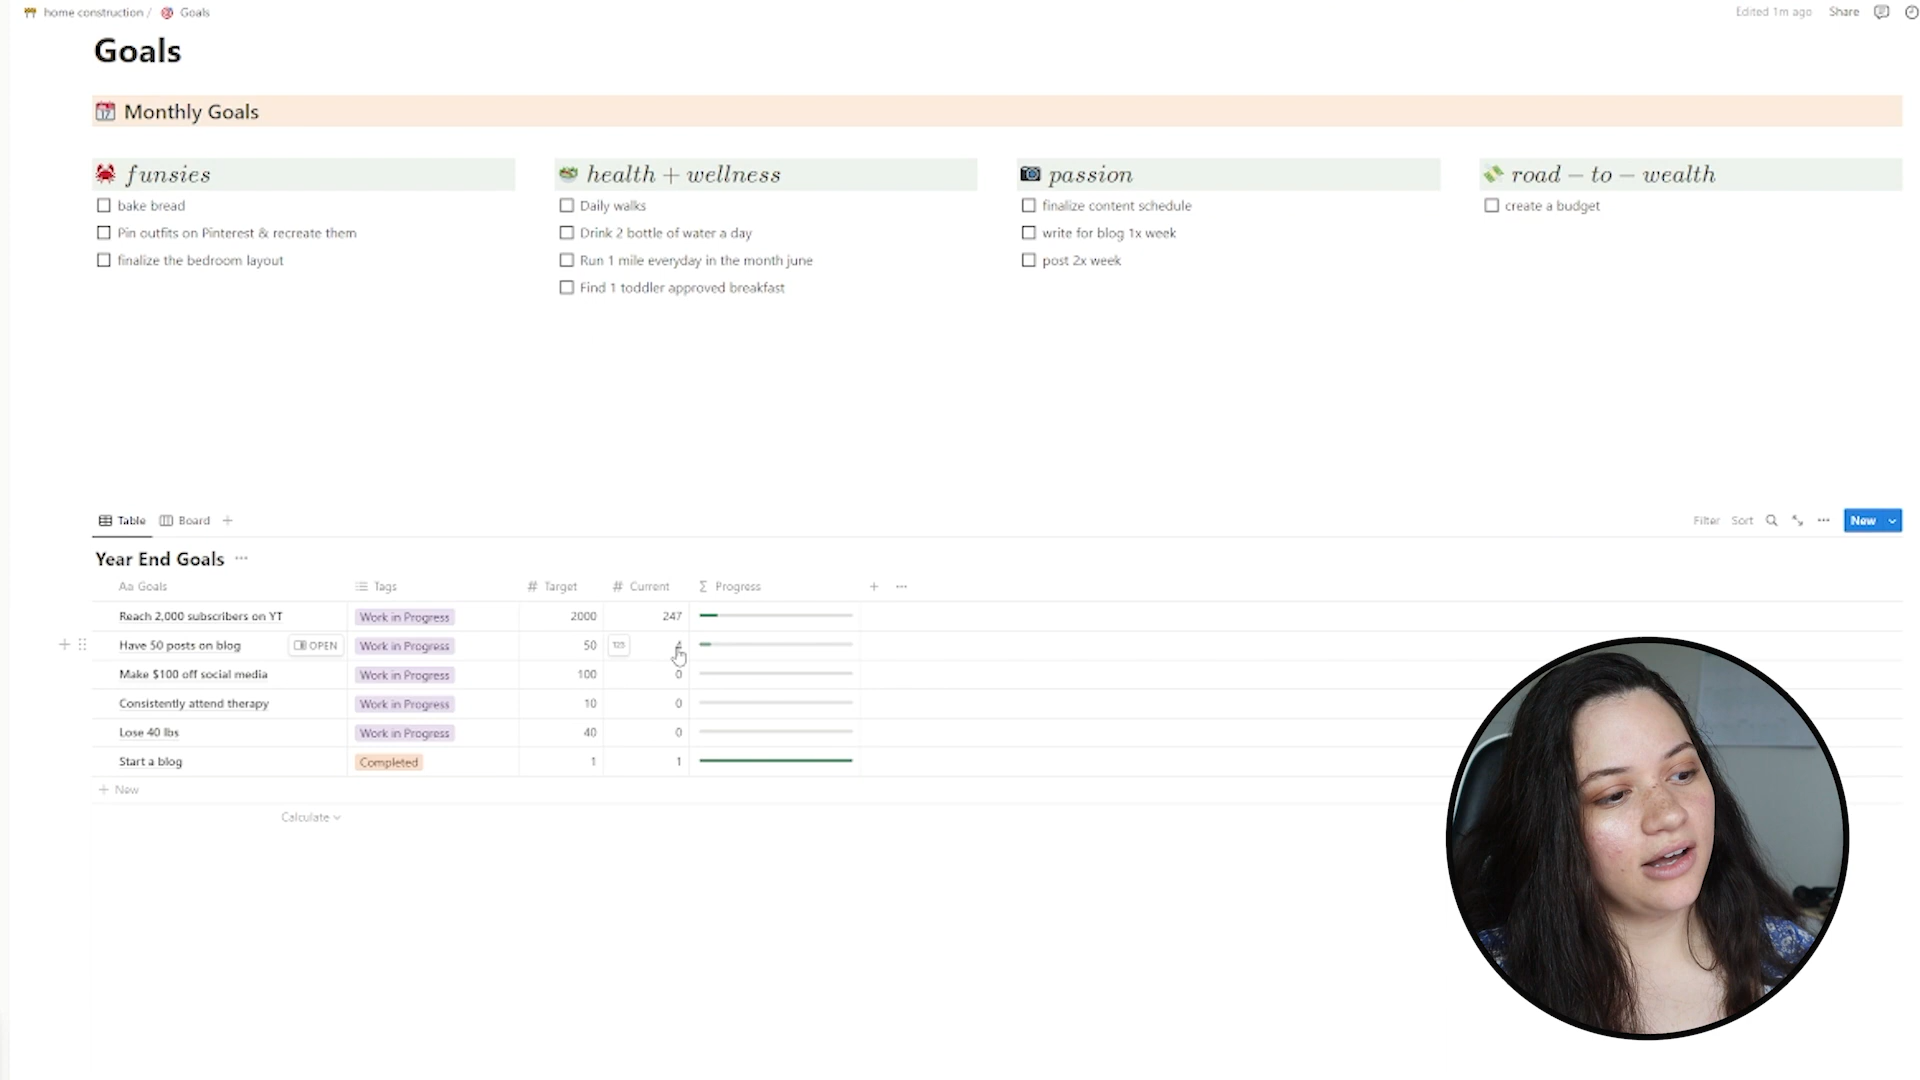 home construction / Goals
Edited 1m ago Share
Goals
Monthly Goals
funsies
bake bread
Pin outfits on Pinterest & recreate them
finalize the bedroom layout
health + wellness
Daily walks
Drink 2 bottle of water a day
Run 1 mile everyday in the month june
Find 1 toddler approved breakfast
passion
finalize content schedule
write for blog 1x week
post 2x week
road – to – wealth
create a budget
Table Board +
Filter Sort ... New
Year End Goals ...
Aa Goals Tags # Target # Current Σ Progress + ...
Reach 2,000 subscribers on YT Work in Progress 2000 247
Have 50 posts on blog OPEN Work in Progress 50 123
Make $100 off social media Work in Progress 100 0
Consistently attend therapy Work in Progress 10 0
Lose 40 lbs Work in Progress 40 0
Start a blog Completed 1 1
+ New
Calculate